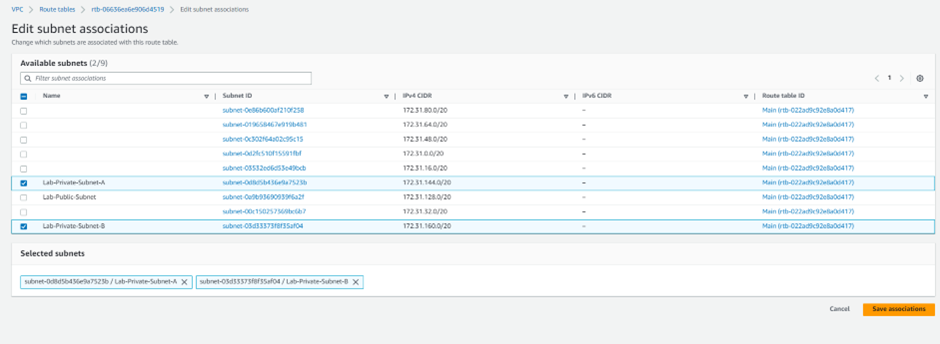 VPC > Route tables > rtb-06636ea6e906d4519 > Edit subnet associations
Edit subnet associations
Change which subnets are associated with this route table.
Available subnets (2/9)
Filter subnet associations
1
Name Subnet ID IPv4 CIDR IPv6 CIDR Route table ID
subnet-0e86b600af210f258 172.31.80.0/20 – Main (rtb-022ad9c92e8a0d417)
subnet-019658467e919b481 172.31.64.0/20 – Main (rtb-022ad9c92e8a0d417)
subnet-0c302f64a02c95c15 172.31.48.0/20 – Main (rtb-022ad9c92e8a0d417)
subnet-0d2fc510f15591fbf 172.31.0.0/20 – Main (rtb-022ad9c92e8a0d417)
subnet-03532ed6d53e49bcb 172.31.16.0/20 – Main (rtb-022ad9c92e8a0d417)
Lab-Private-Subnet-A subnet-0d8d5b436e9a7523b 172.31.144.0/20 – Main (rtb-022ad9c92e8a0d417)
Lab-Public-Subnet subnet-0a9b93690939f6a2f 172.31.128.0/20 – Main (rtb-022ad9c92e8a0d417)
subnet-00c150257369bc6b7 172.31.32.0/20 – Main (rtb-022ad9c92e8a0d417)
Lab-Private-Subnet-B subnet-03d33373f8f35af04 172.31.160.0/20 – Main (rtb-022ad9c92e8a0d417)
Selected subnets
subnet-0d8d5b436e9a7523b / Lab-Private-Subnet-A X subnet-03d33373f8f35af04 / Lab-Private-Subnet-B X
Cancel Save associations